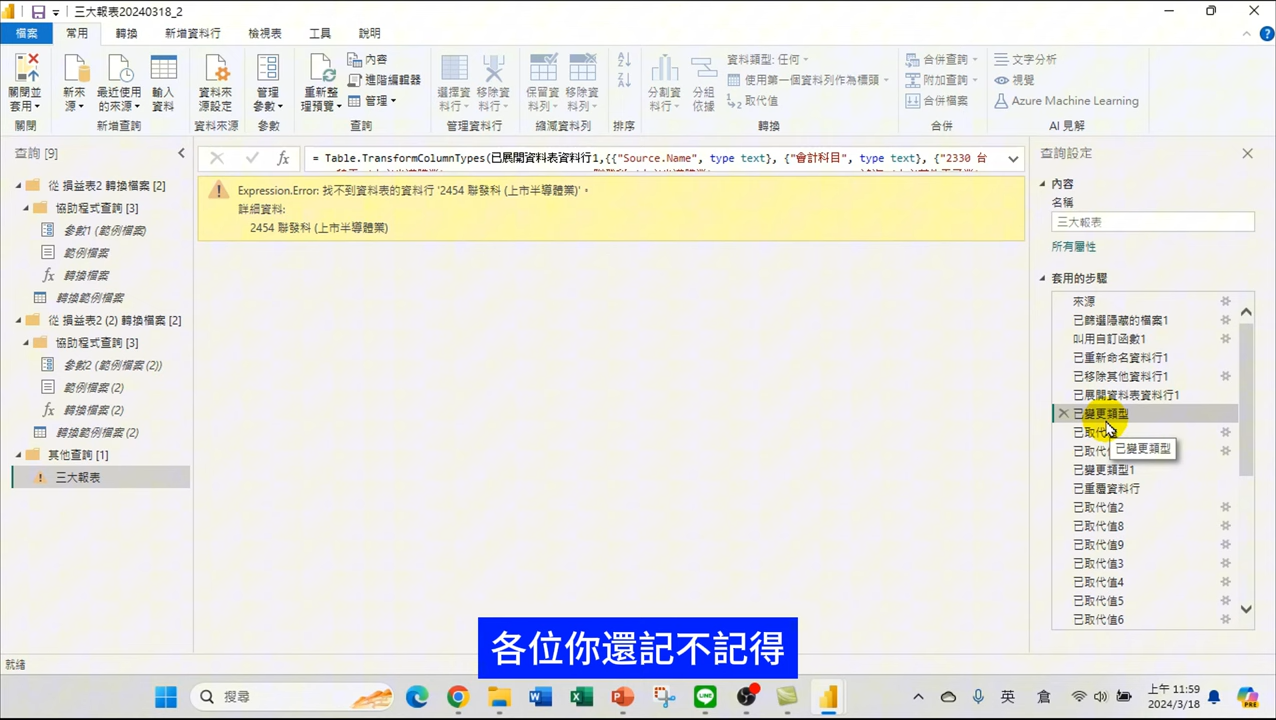 三大報表20240318_2
檔案 常用 轉換 新增資料行 檢視表 工具 說明
關閉並套用 新來源 最近使用的來源 輸入資料 資料來源設定 管理參數 重新整理預覽 內容 進階編輯器 管理 選擇資料行 移除資料行 保留資料列 移除資料列 分割資料行 分組依據 資料類型: 任何 使用第一個資料列作為標頭 取代值 合併查詢 附加查詢 合併檔案 文字分析 視覺 Azure Machine Learning
關閉 新增查詢 資料來源 參數 查詢 管理資料行 縮減資料列 排序 轉換 合併 AI 見解
查詢 [9]
從 損益表2 轉換檔案 [2]
協助程式查詢 [3]
參數1 (範例檔案)
範例檔案
轉換檔案
轉換範例檔案
從 損益表2 (2) 轉換檔案 [2]
協助程式查詢 [3]
參數2 (範例檔案 (2))
範例檔案 (2)
轉換檔案 (2)
轉換範例檔案 (2)
其他查詢 [1]
三大報表
= Table.TransformColumnTypes(已展開資料表資料行1,{{"Source.Name", type text}, {"會計科目", type text}, {"2330 台
Expression.Error: 找不到資料表的資料行 '2454 聯發科 (上市半導體業)'。
詳細資料:
2454 聯發科 (上市半導體業)
查詢設定
內容
名稱
三大報表
所有屬性
套用的步驟
來源
已篩選隱藏的檔案1
叫用自訂函數1
已重新命名資料行1
已移除其他資料行1
已展開資料表資料行1
已變更類型
已取代
已變更類型
已取代
已變更類型1
已重覆資料行
已取代值2
已取代值8
已取代值9
已取代值3
已取代值4
已取代值5
已取代值6
各位你還記不記得
就緒
搜尋
英
倉
上午 11:59
2024/3/18
PRE